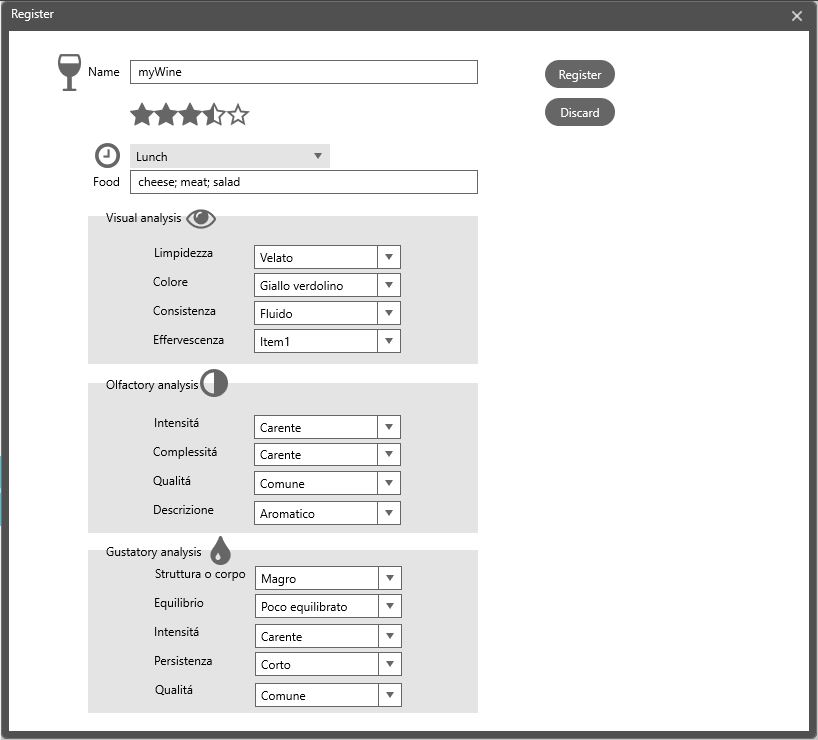 Register
Name myWine Register
Discard
Lunch
Food cheese; meat; salad
Visual analysis
Limpidezza Velato
Colore Giallo verdolino
Consistenza Fluido
Effervescenza Item1
Olfactory analysis
Intensitá Carente
Complessitá Carente
Qualitá Comune
Descrizione Aromatico
Gustatory analysis
Struttura o corpo Magro
Equilibrio Poco equilibrato
Intensitá Carente
Persistenza Corto
Qualitá Comune